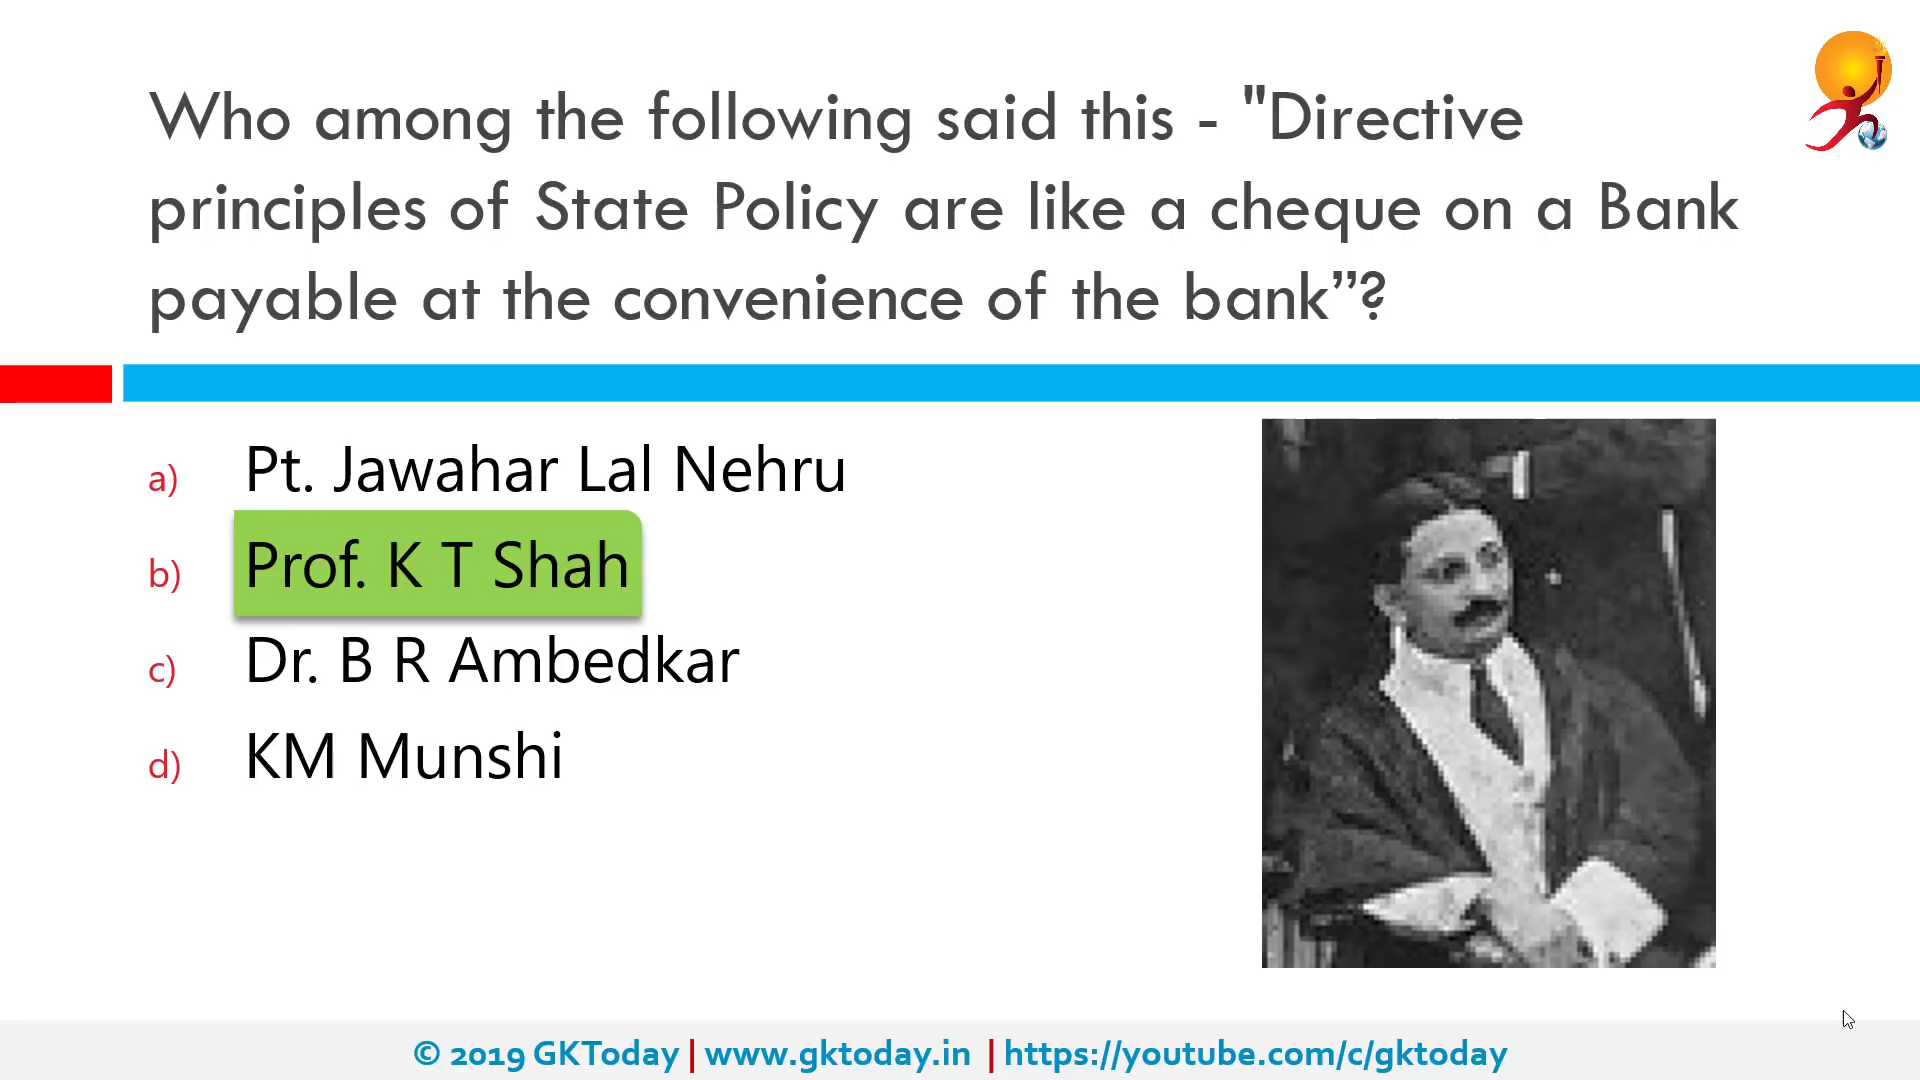 Who among the following said this - "Directive
principles of State Policy are like a cheque on a Bank
payable at the convenience of the bank”?
a) Pt. Jawahar Lal Nehru
b) Prof. K T Shah
c) Dr. B R Ambedkar
d) KM Munshi
© 2019 GKToday | www.gktoday.in | https://youtube.com/c/gktoday